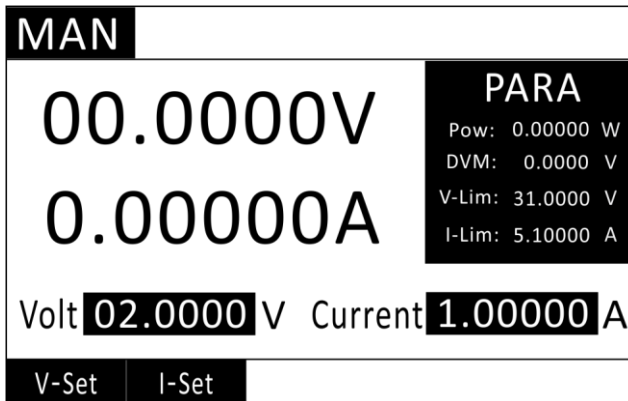 MAN
00.0000V
0.00000A
PARA
Pow: 0.00000 W
DVM: 0.0000 V
V-Lim: 31.0000 V
I-Lim: 5.10000 A
Volt 02.0000 V Current 1.00000 A
V-Set I-Set